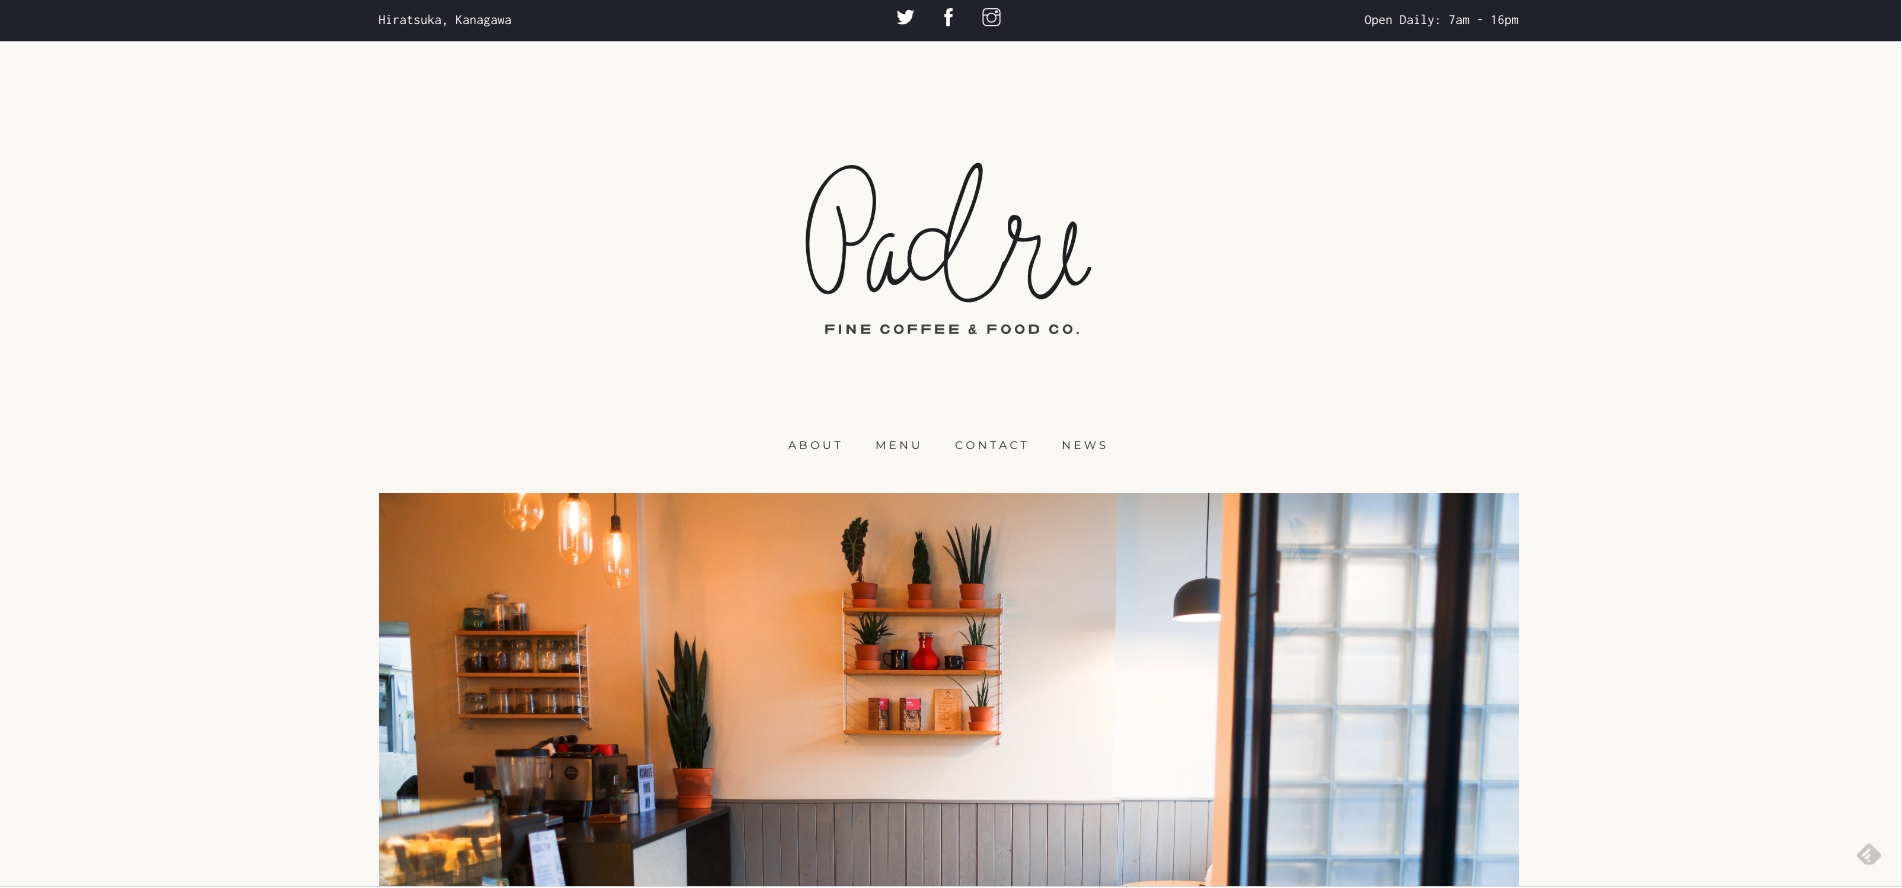 Hiratsuka, Kanagawa
Open Daily: 7am - 16pm
Padre
FINE COFFEE & FOOD CO.
ABOUT MENU CONTACT NEWS